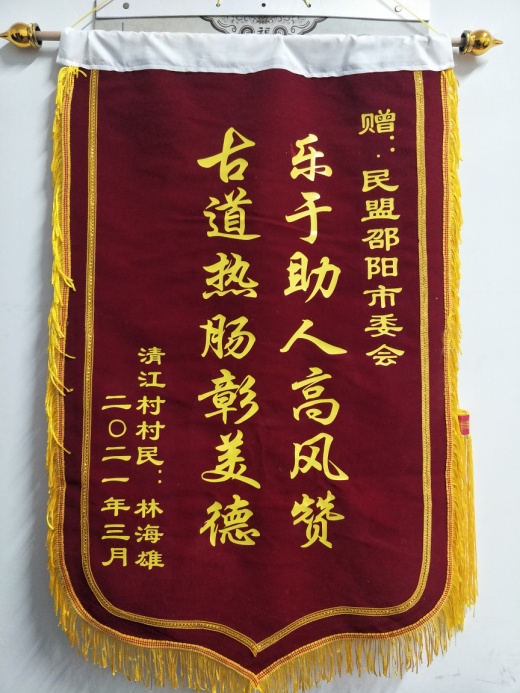 赠：民盟邵阳市委会
乐于助人高风赞
古道热肠彰美德
清江村村民：林海雄
二〇二一年三月